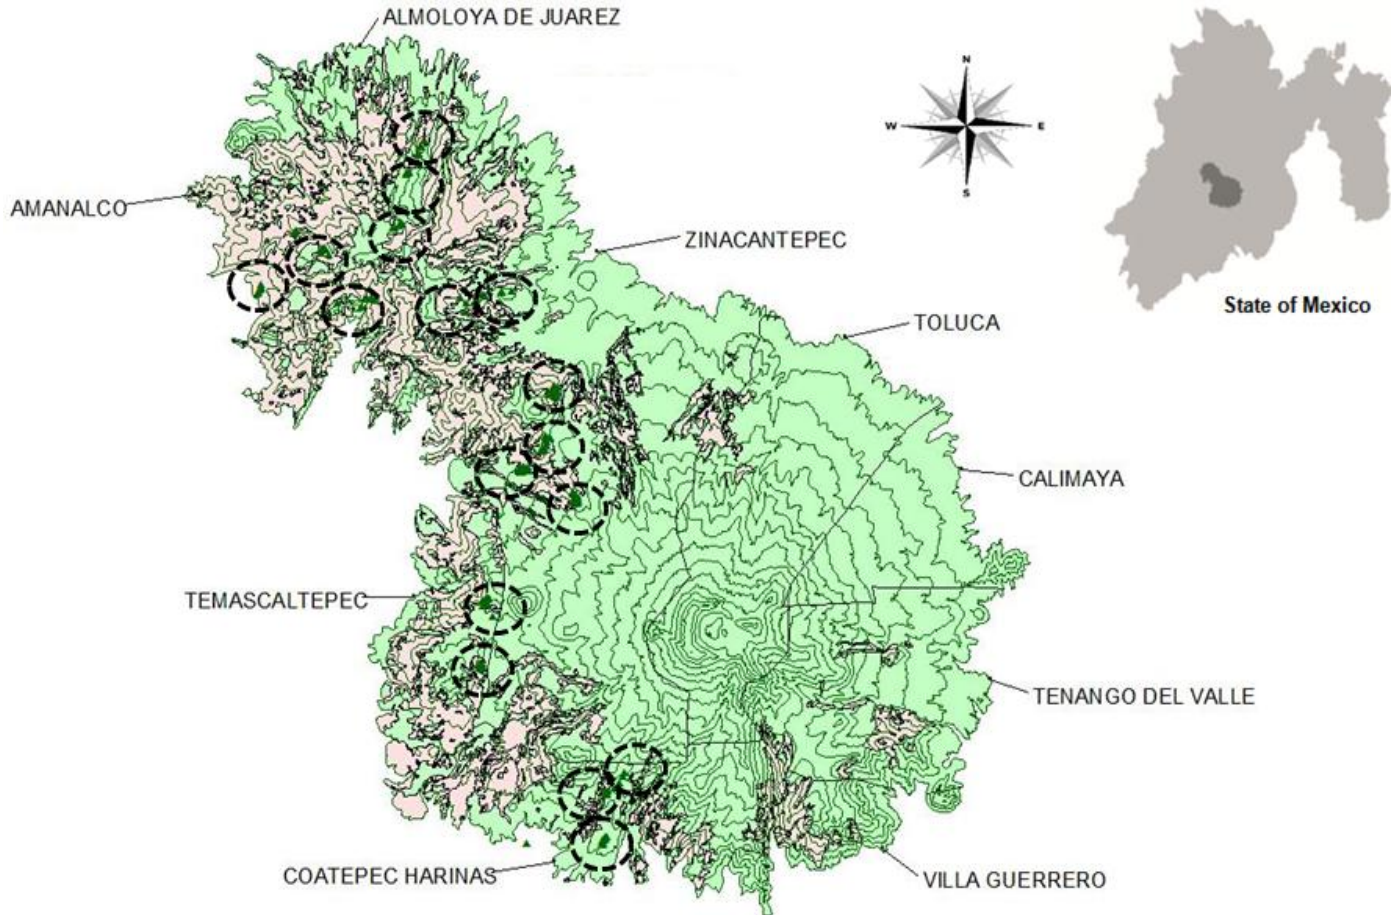 ALMOLOYA DE JUAREZ
N
W
E
S
AMANALCO
ZINACANTEPEC
State of Mexico
TOLUCA
CALIMAYA
TEMASCALTEPEC
TENANGO DEL VALLE
COATEPEC HARINAS
VILLA GUERRERO